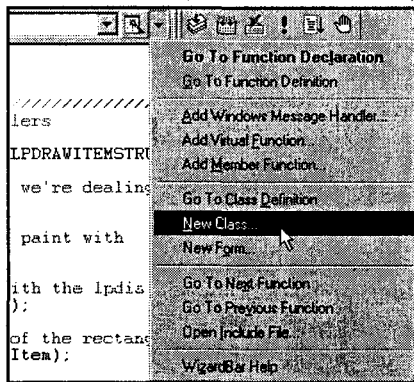 Go To Function Declaration
Go To Function Definition
//////////
lers
Add Windows Message Handler...
Add Virtual Function...
LPDRAWITEMSTRU
Add Member Function...
we're dealing
Go To Class Definition
New Class...
paint with
New Form...
ith the lpdis
Go To Next Function
);
Go To Previous Function
Open Include File...
of the rectang
Item);
WizardBar Help